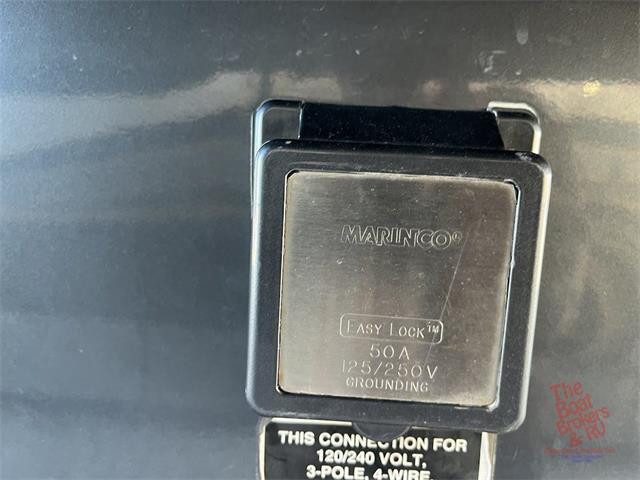 MARINCO®
EASY LOCK™
50A
125/250V
GROUNDING
THIS CONNECTION FOR
120/240 VOLT,
3-POLE, 4-WIRE,
The
Boat
Brokers
& RV